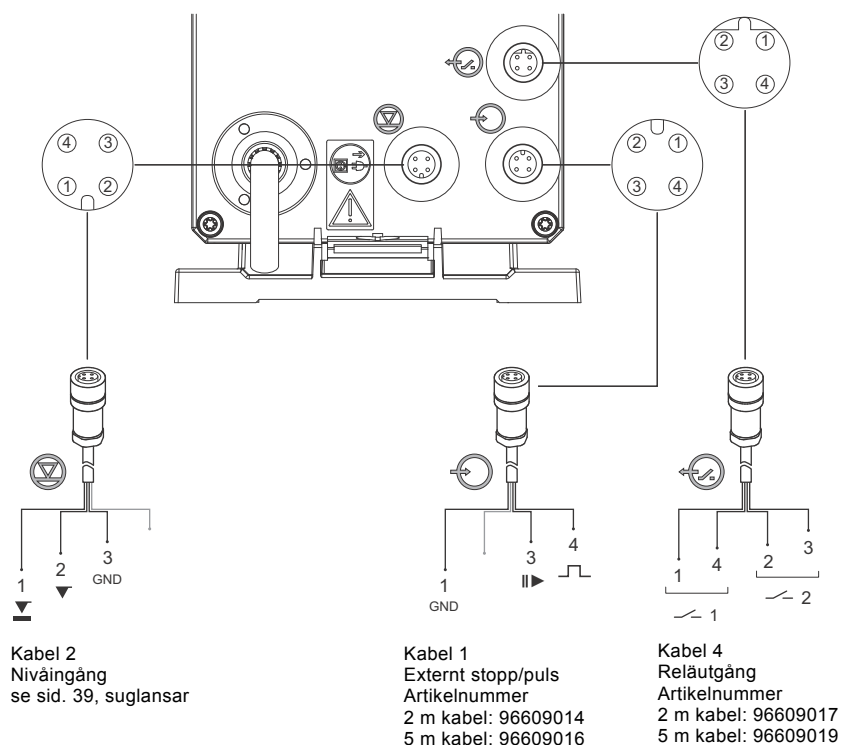 2 1
3 4
4 3
1 2
2 1
3 4
1
2
3
GND
1
GND
3
4
1
4
2
3
1
2
Kabel 2
Nivåingång
se sid. 39, suglansar
Kabel 1
Externt stopp/puls
Artikelnummer
2 m kabel: 96609014
5 m kabel: 96609016
Kabel 4
Reläutgång
Artikelnummer
2 m kabel: 96609017
5 m kabel: 96609019